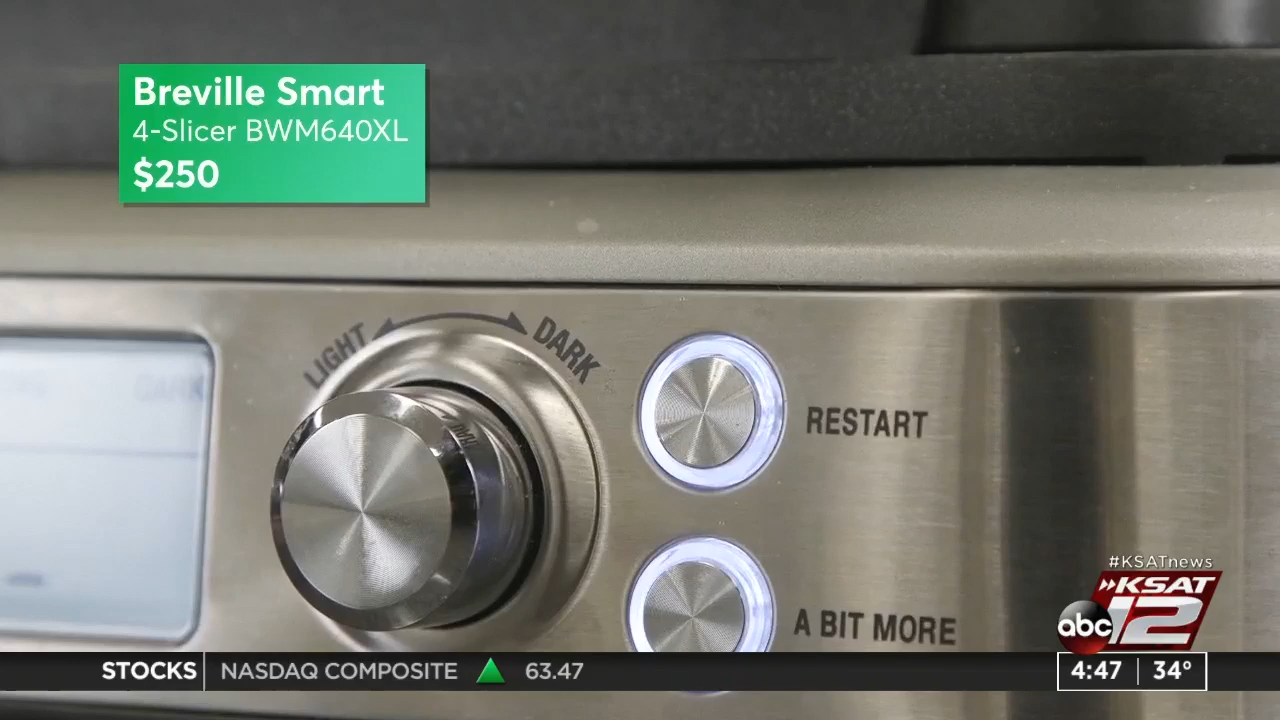 Breville Smart
4-Slicer BWM640XL
$250
LIGHT
DARK
DARK
RESTART
A BIT MORE
#KSATnews
KSAT
abc 12
STOCKS NASDAQ COMPOSITE ▲ 63.47
4:47 34°